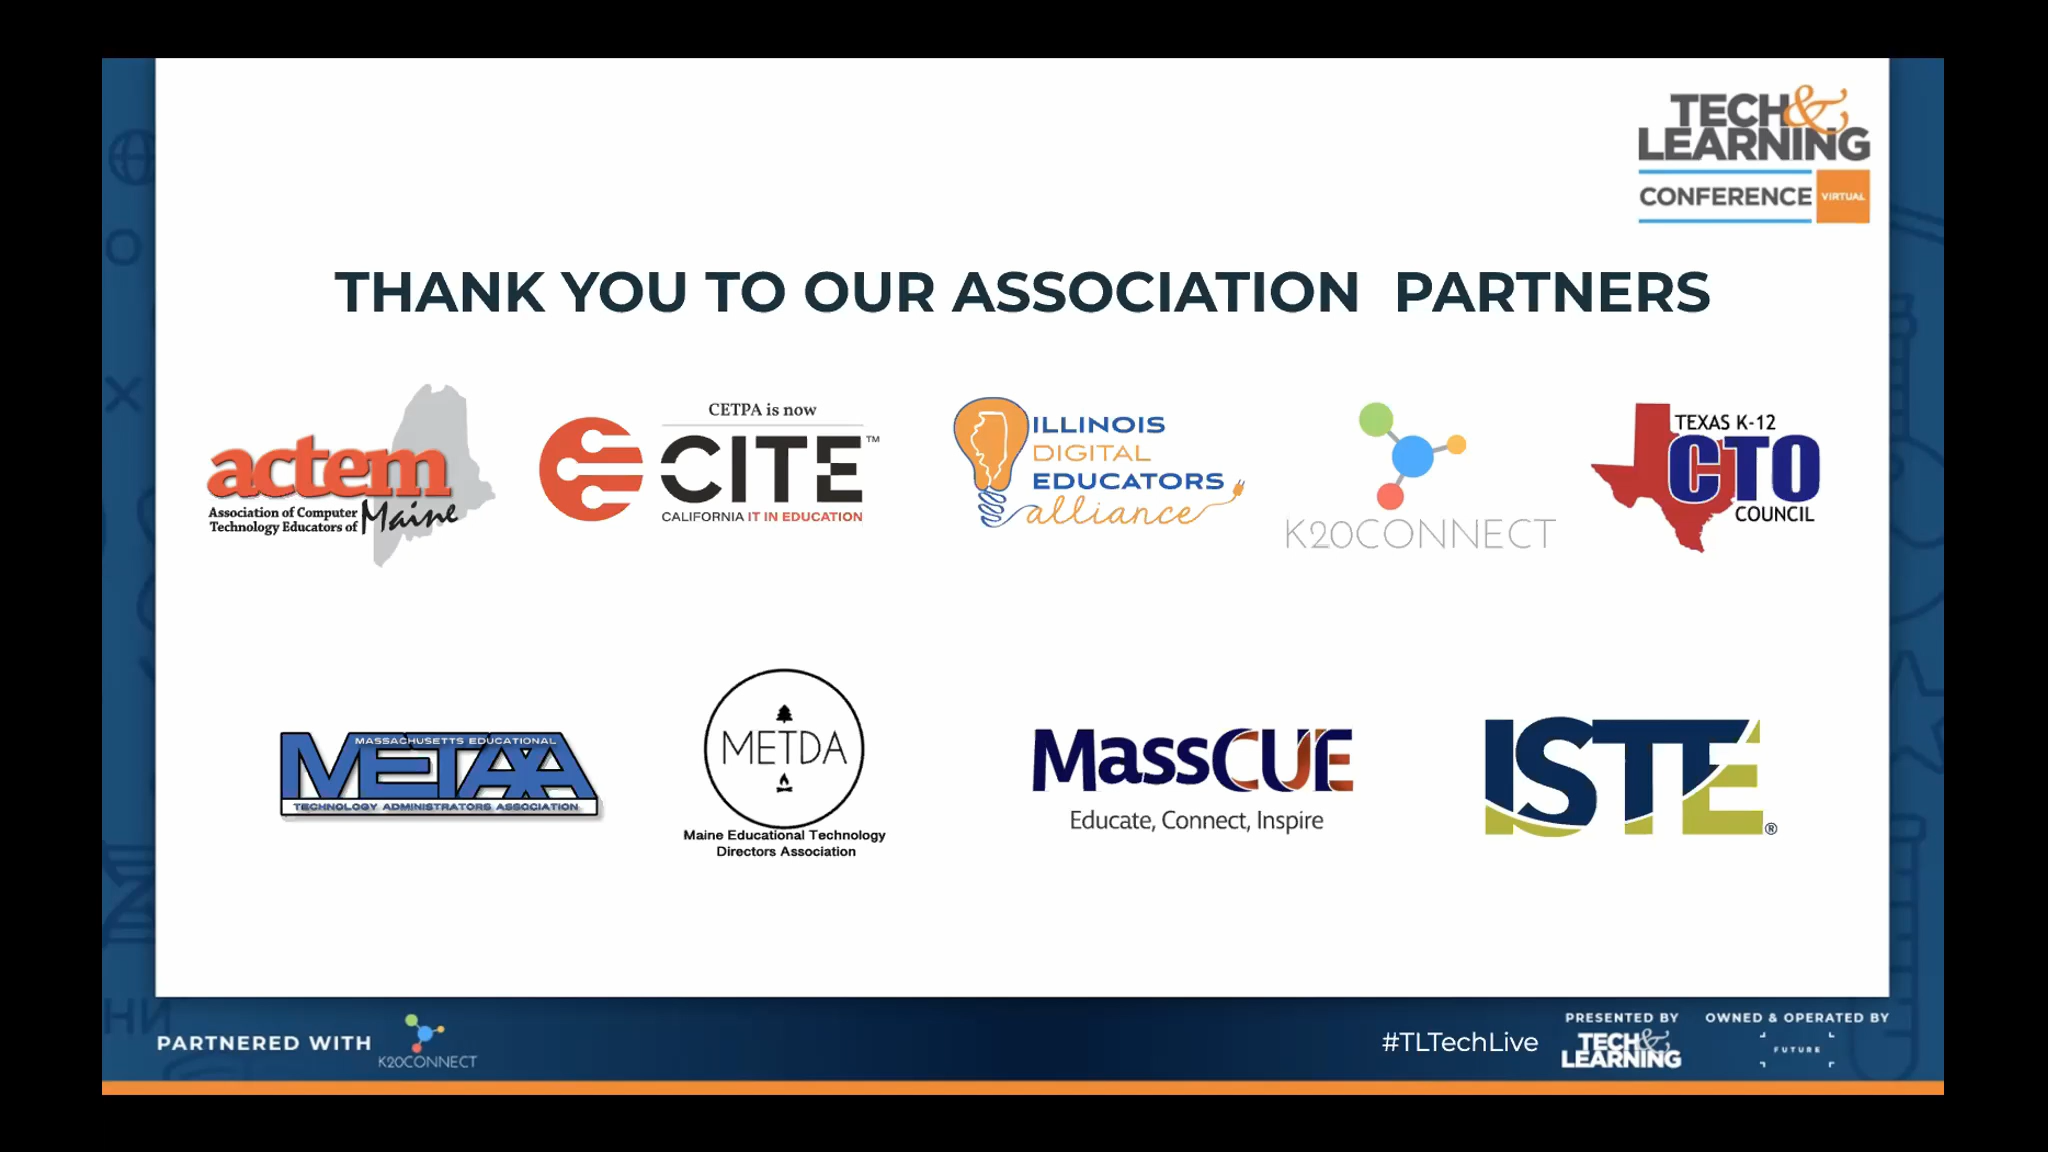 TECH&
LEARNING
CONFERENCE VIRTUAL
THANK YOU TO OUR ASSOCIATION PARTNERS
actem
Association of Computer
Technology Educators of Maine
CETPA is now
CITE™
CALIFORNIA IT IN EDUCATION
ILLINOIS
DIGITAL
EDUCATORS
alliance
K20CONNECT
TEXAS K-12
CTO
COUNCIL
MASSACHUSETTS EDUCATIONAL
METAA
TECHNOLOGY ADMINISTRATORS ASSOCIATION
METDA
Maine Educational Technology
Directors Association
MassCUE
Educate, Connect, Inspire
ISTE®
PARTNERED WITH K20CONNECT
#TLTechLive
PRESENTED BY
TECH&
LEARNING
OWNED & OPERATED BY
FUTURE